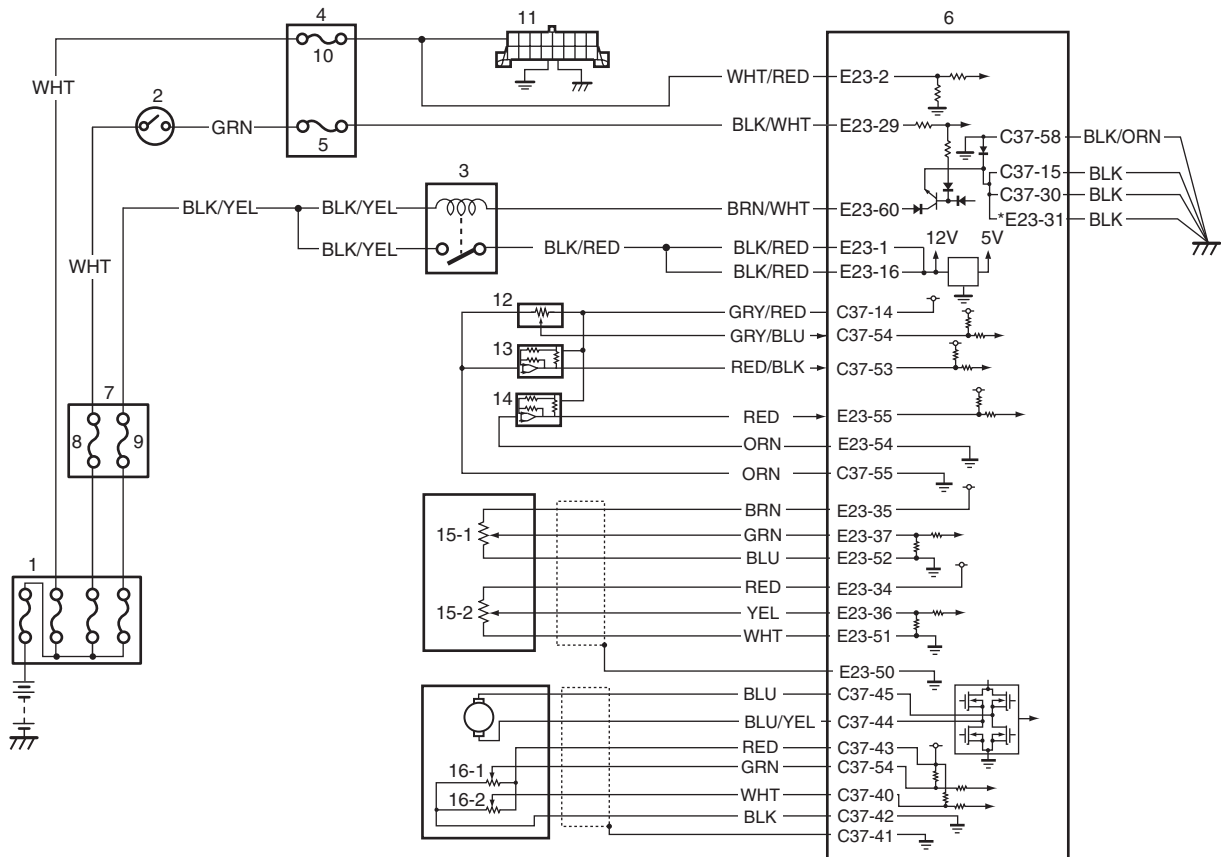 4
11
6
10
WHT
2
WHT/RED
E23-2
GRN
5
BLK/WHT
E23-29
C37-58
BLK/ORN
C37-15
BLK
C37-30
BLK
*E23-31
BLK
3
BLK/YEL
BLK/YEL
BRN/WHT
E23-60
BLK/YEL
BLK/RED
BLK/RED
E23-1
12V
5V
WHT
BLK/RED
E23-16
12
GRY/RED
C37-14
GRY/BLU
C37-54
13
RED/BLK
C37-53
14
RED
E23-55
7
8
9
ORN
E23-54
ORN
C37-55
BRN
E23-35
15-1
GRN
E23-37
BLU
E23-52
1
RED
E23-34
15-2
YEL
E23-36
WHT
E23-51
E23-50
BLU
C37-45
BLU/YEL
C37-44
RED
C37-43
16-1
GRN
C37-54
16-2
WHT
C37-40
BLK
C37-42
C37-41